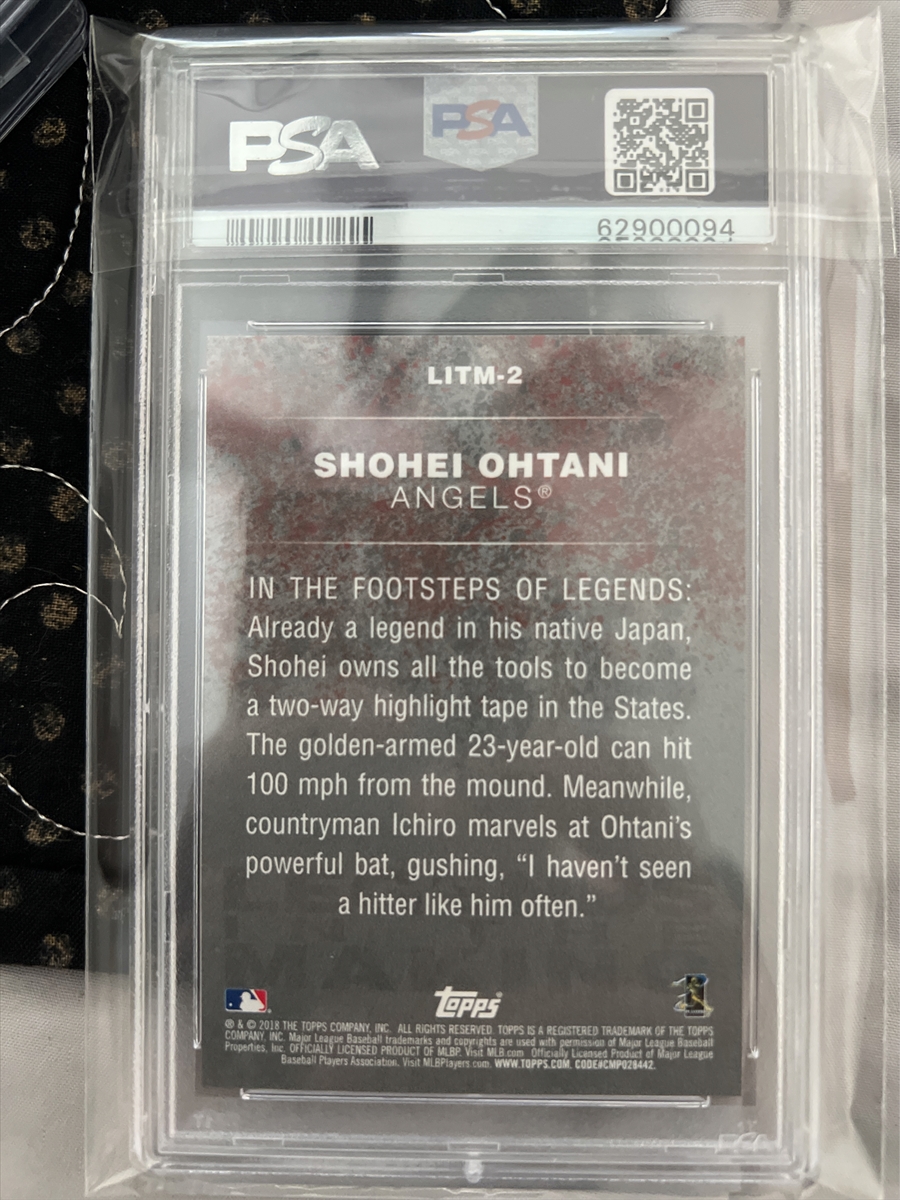 PSA
PSA
62900094
LITM-2
SHOHEI OHTANI
ANGELS®
IN THE FOOTSTEPS OF LEGENDS:
Already a legend in his native Japan,
Shohei owns all the tools to become
a two-way highlight tape in the States.
The golden-armed 23-year-old can hit
100 mph from the mound. Meanwhile,
countryman Ichiro marvels at Ohtani's
powerful bat, gushing, “I haven't seen
a hitter like him often.”
topps®
® & © 2018 THE TOPPS COMPANY, INC. ALL RIGHTS RESERVED. TOPPS IS A REGISTERED TRADEMARK OF THE TOPPS
COMPANY, INC. Major League Baseball trademarks and copyrights are used with permission of Major League Baseball
Properties, Inc. OFFICIALLY LICENSED PRODUCT OF MLBP. Visit MLB.com Officially Licensed Product of Major League
Baseball Players Association. Visit MLBPlayers.com. WWW.TOPPS.COM. CODE#CMP028442.